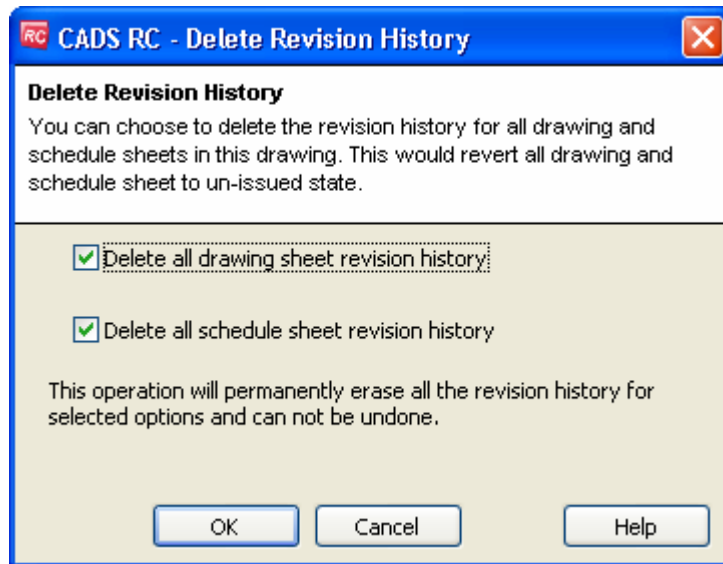 RC CADS RC - Delete Revision History
Delete Revision History
You can choose to delete the revision history for all drawing and
schedule sheets in this drawing. This would revert all drawing and
schedule sheet to un-issued state.
Delete all drawing sheet revision history
Delete all schedule sheet revision history
This operation will permanently erase all the revision history for
selected options and can not be undone.
OK Cancel Help